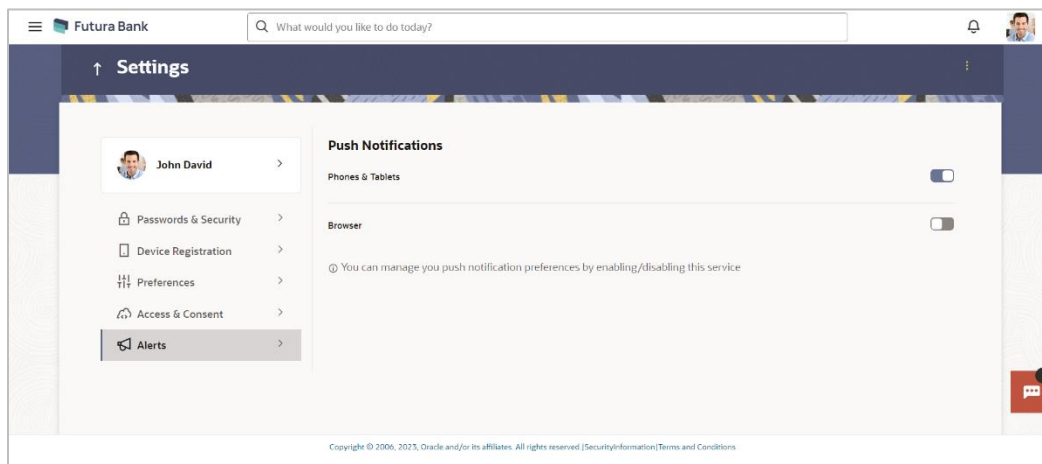 Futura Bank
What would you like to do today?
Settings
John David
Passwords & Security
Device Registration
Preferences
Access & Consent
Alerts
Push Notifications
Phones & Tablets
Browser
You can manage you push notification preferences by enabling/disabling this service
Copyright © 2006, 2023, Oracle and/or its affiliates. All rights reserved.|SecurityInformation|Terms and Conditions